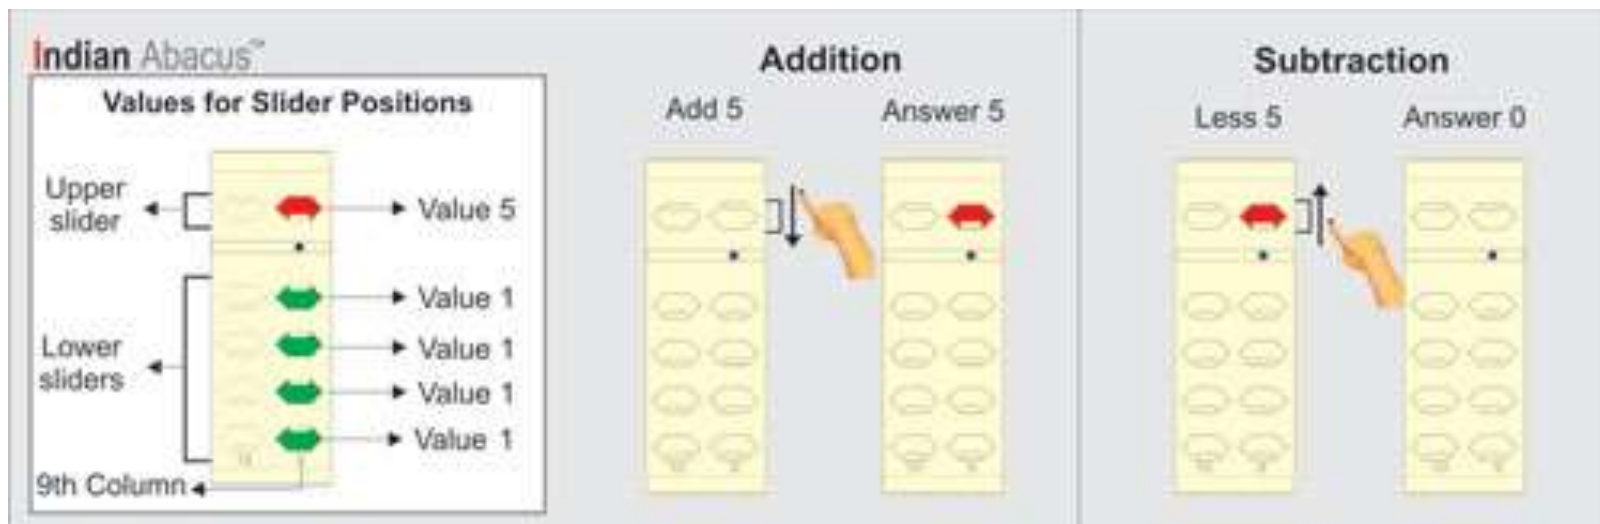 Indian Abacus™
Values for Slider Positions
Upper
slider
Value 5
Value 1
Lower
sliders
Value 1
Value 1
Value 1
9th Column
Addition
Add 5
Answer 5
Subtraction
Less 5
Answer 0